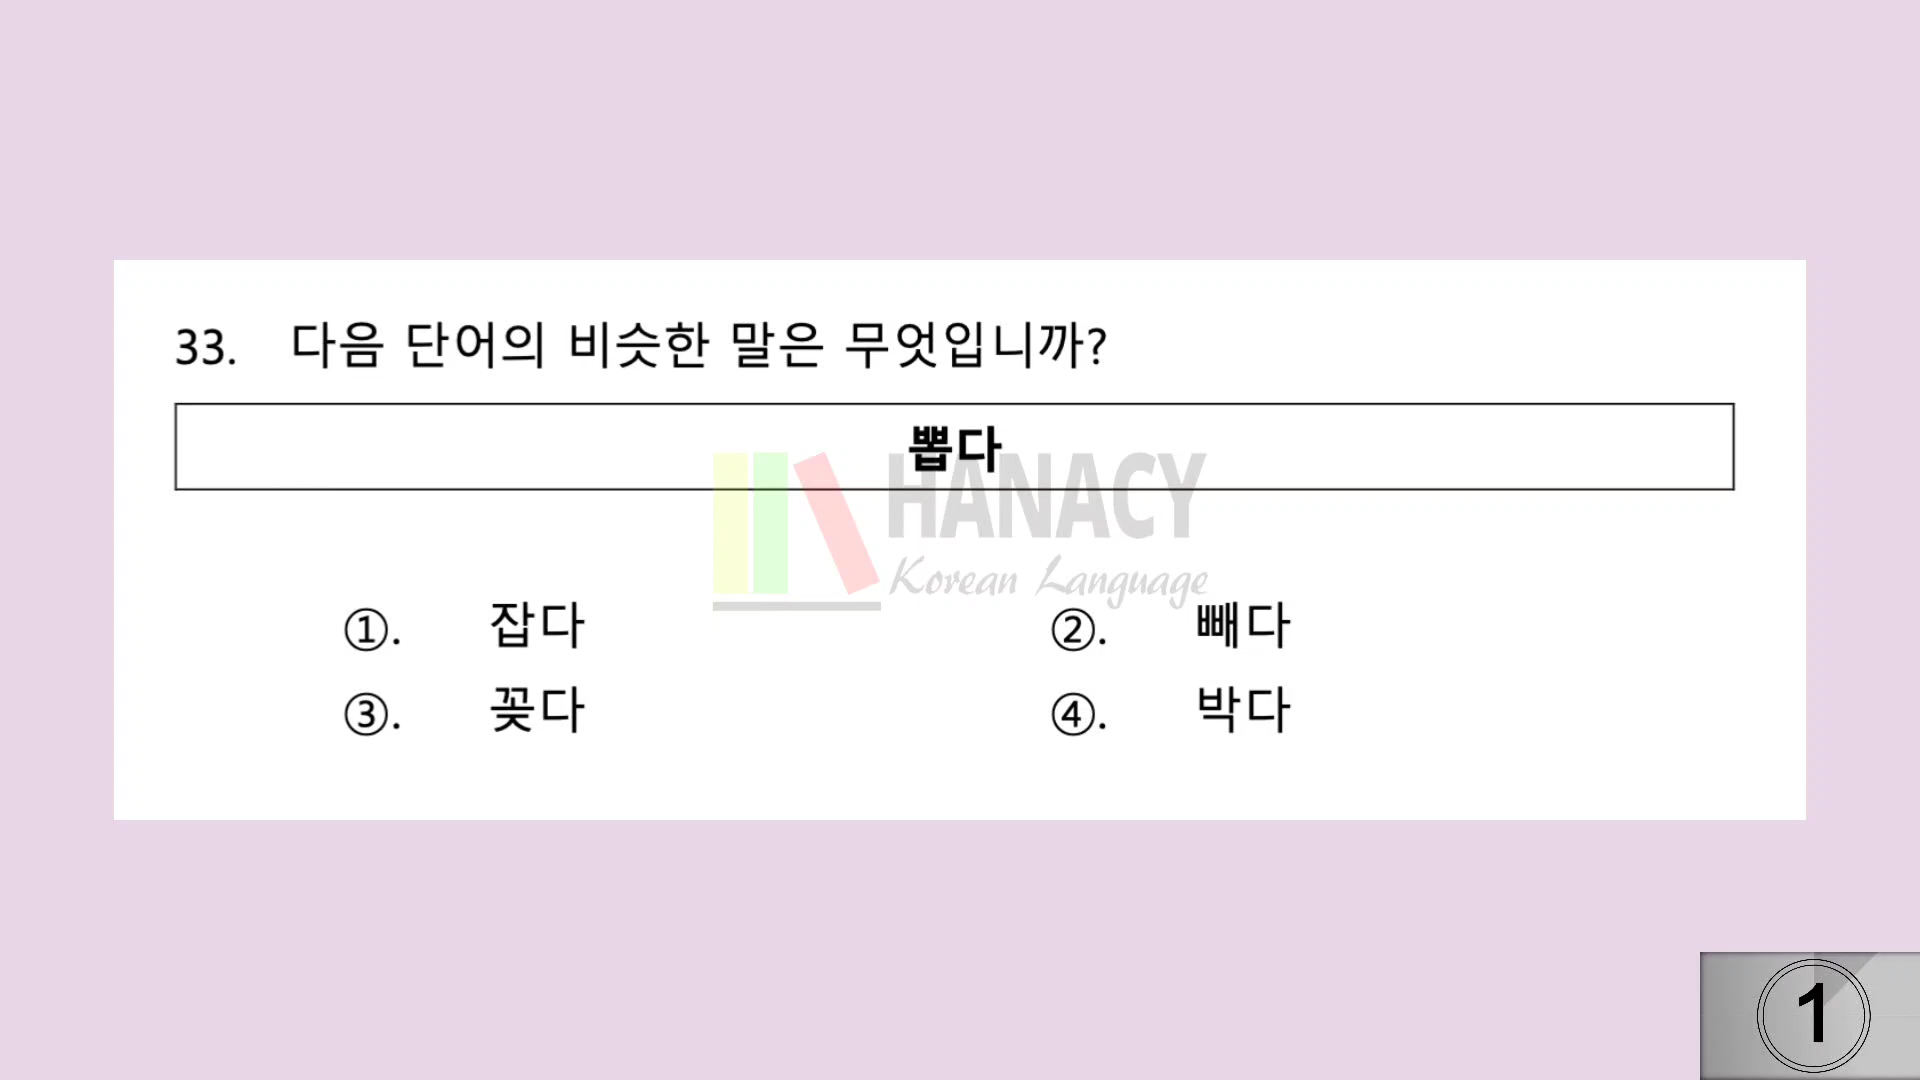 33. 다음 단어의 비슷한 말은 무엇입니까?
뽑다
HANACY
Korean Language
①. 잡다 ②. 빼다
③. 꽂다 ④. 박다
1